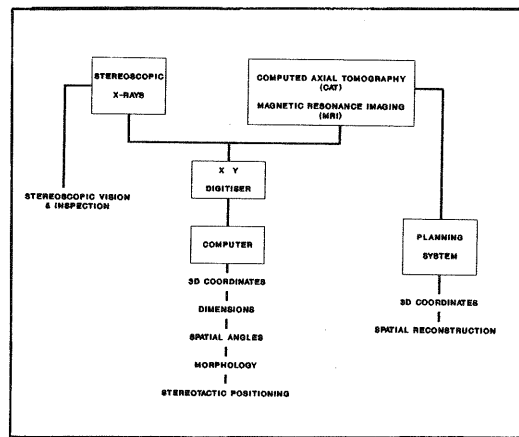 STEREOSCOPIC
X-RAYS
COMPUTED AXIAL TOMOGRAPHY
(CAT)
MAGNETIC RESONANCE IMAGING
(MRI)
X Y
DIGITISER
STEREOSCOPIC VISION
& INSPECTION
COMPUTER
PLANNING
SYSTEM
3D COORDINATES
DIMENSIONS
SPATIAL ANGLES
MORPHOLOGY
STEREOTACTIC POSITIONING
3D COORDINATES
SPATIAL RECONSTRUCTION